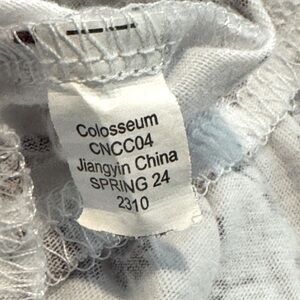 Colosseum
CNCC04
Jiangyin China
SPRING 24
2310